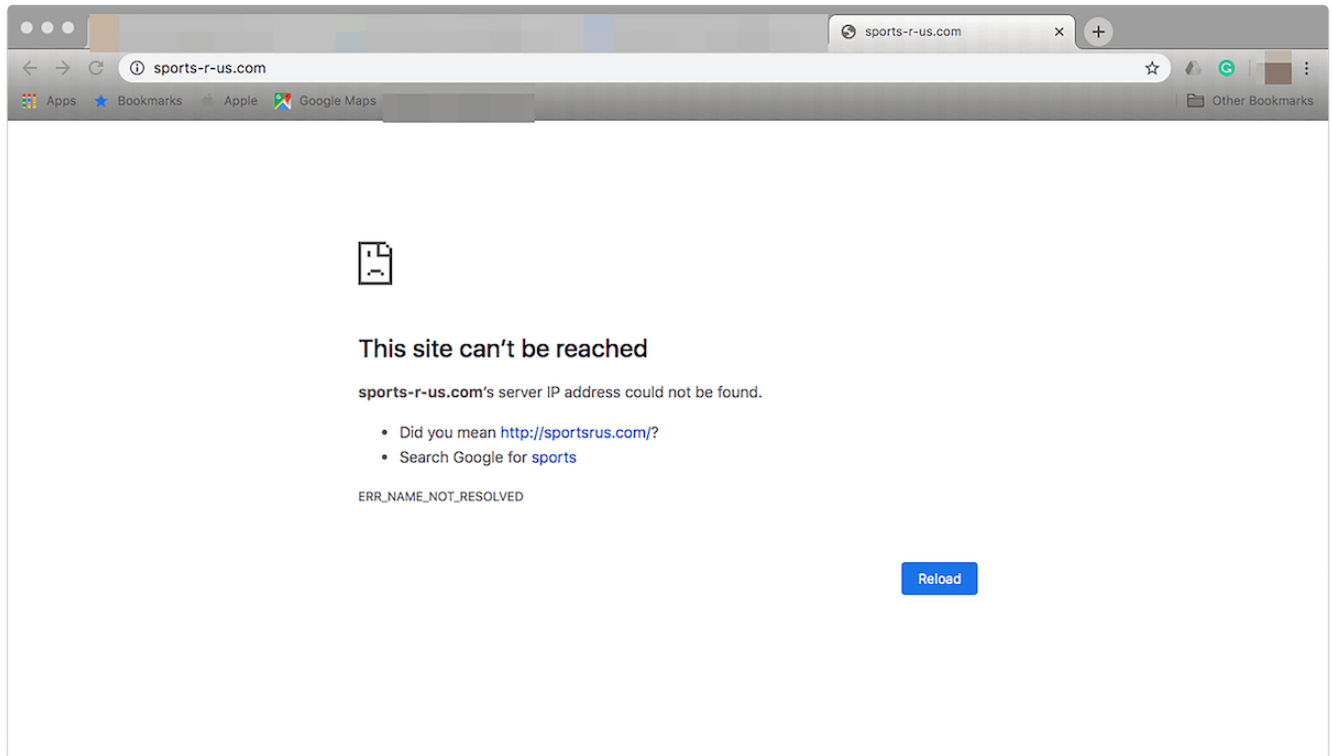 sports-r-us.com
sports-r-us.com
Apps Bookmarks Apple Google Maps Other Bookmarks
This site can’t be reached
sports-r-us.com’s server IP address could not be found.
• Did you mean http://sportsrus.com/?
• Search Google for sports
ERR_NAME_NOT_RESOLVED
Reload